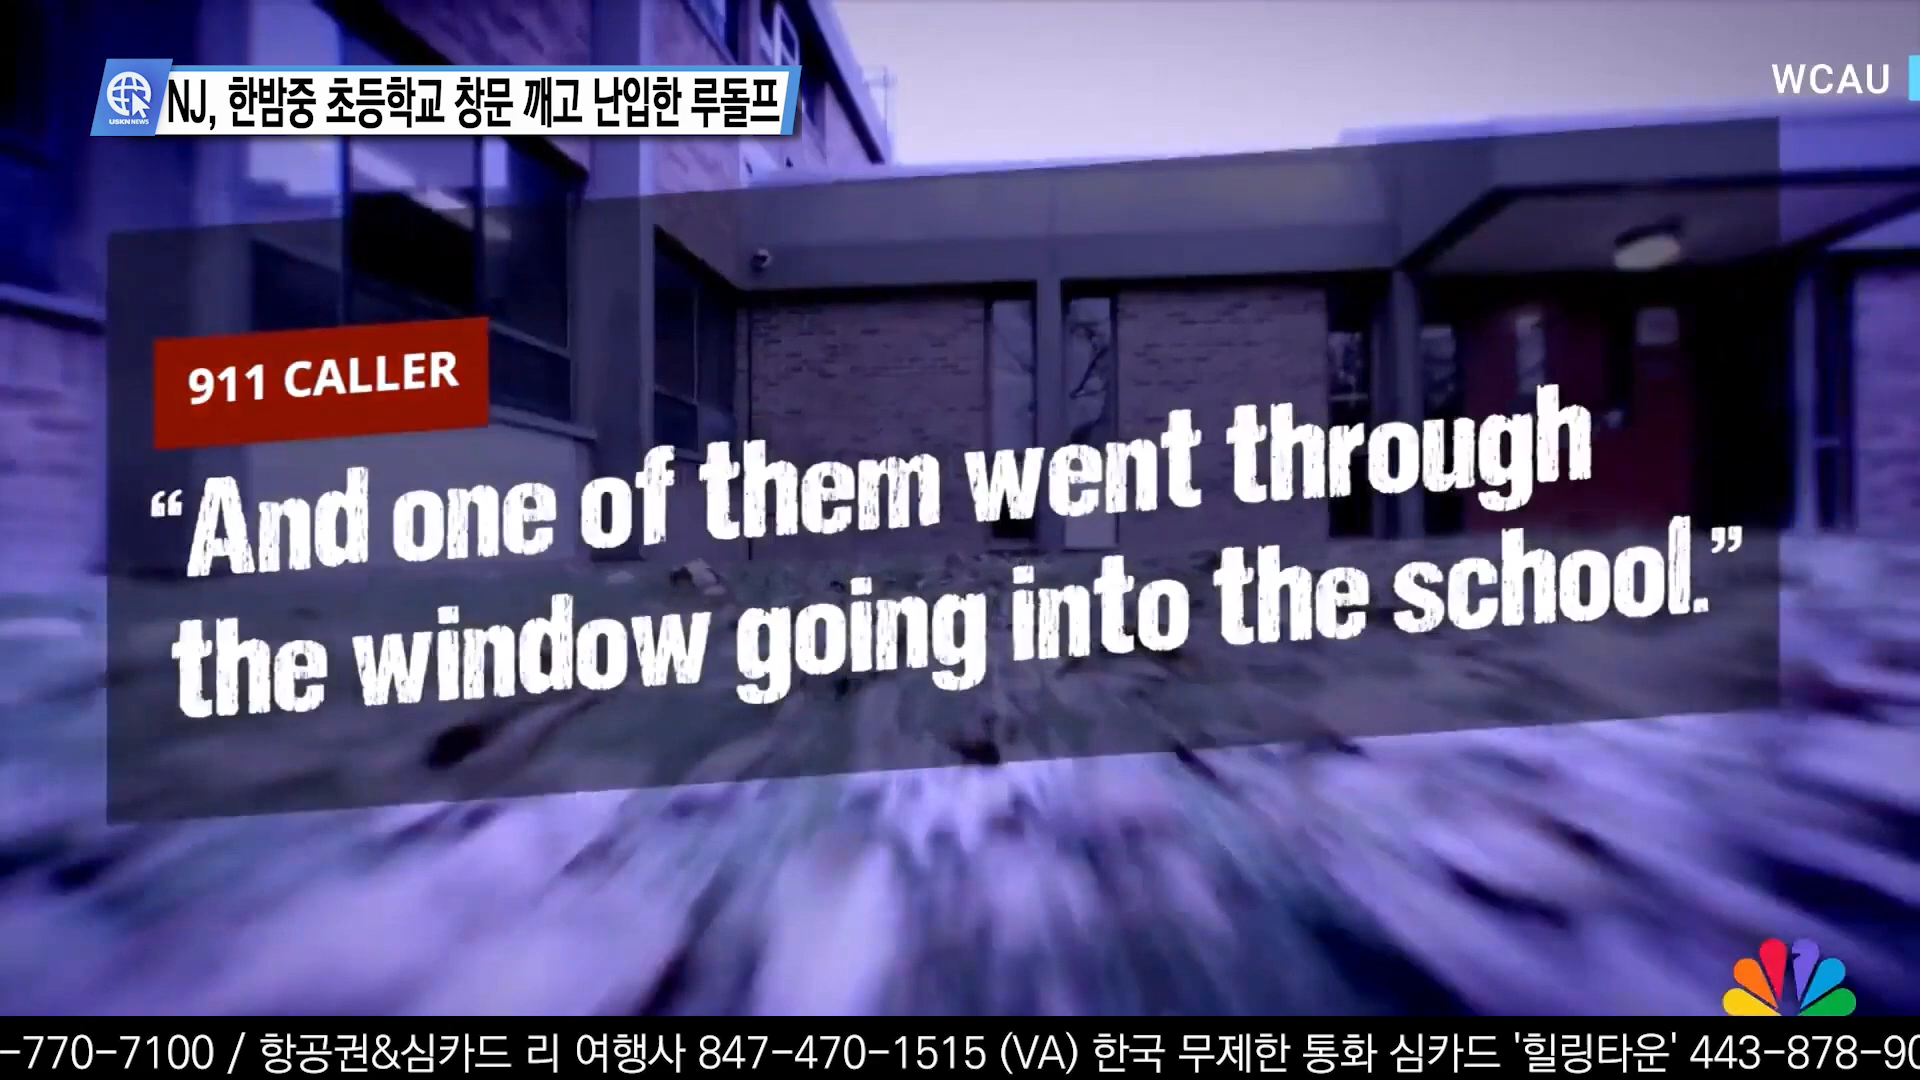 NJ, 한밤중 초등학교 창문 깨고 난입한 루돌프
USKN NEWS
WCAU
911 CALLER
“And one of them went through
the window going into the school.”
-770-7100 / 항공권&심카드 리 여행사 847-470-1515 (VA) 한국 무제한 통화 심카드 '힐링타운' 443-878-90